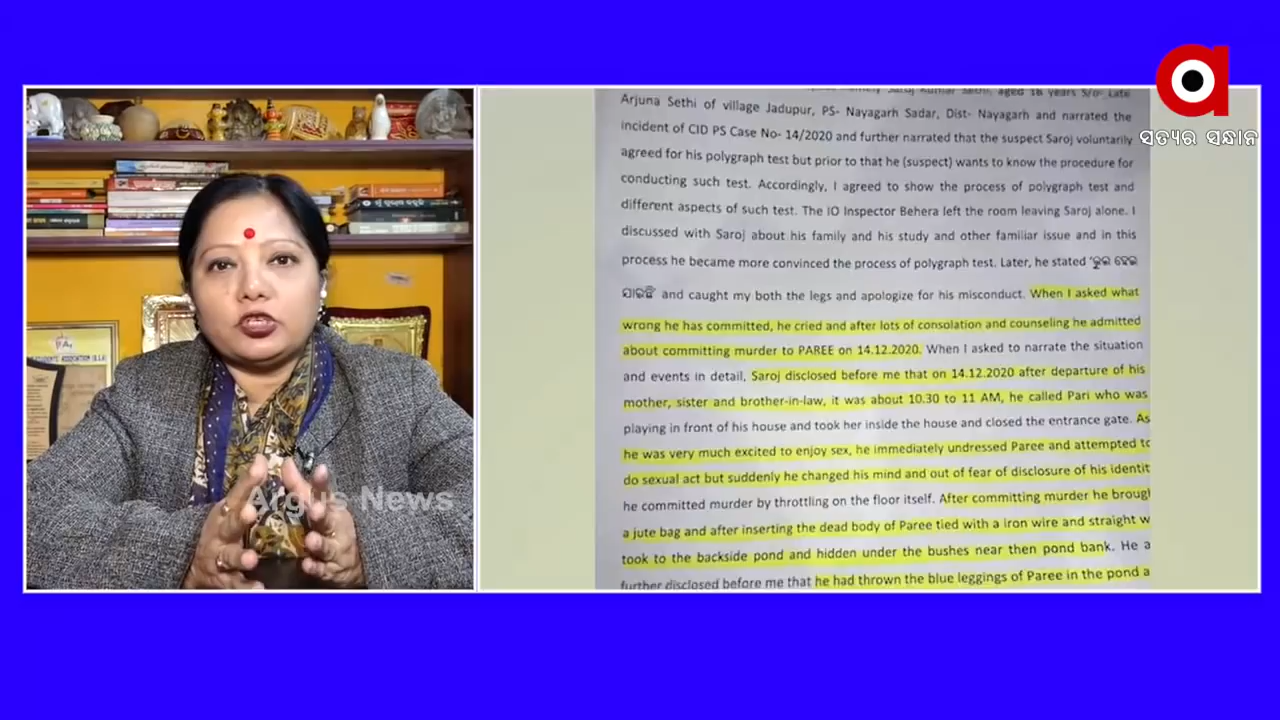 ସତ୍ୟର ସନ୍ଧାନ
Saroj Kumar Sethi, aged 18 years S/o- Late
Arjuna Sethi of village Jadupur, PS- Nayagarh Sadar, Dist- Nayagarh and narrated the
incident of CID PS Case No- 14/2020 and further narrated that the suspect Saroj voluntarily
agreed for his polygraph test but prior to that he (suspect) wants to know the procedure for
conducting such test. Accordingly, I agreed to show the process of polygraph test and
different aspects of such test. The IO Inspector Behera left the room leaving Saroj alone. I
discussed with Saroj about his family and his study and other familiar issue and in this
process he became more convinced the process of polygraph test. Later, he stated 'ଭୁଲ ହେଇ
ଯାଇଛି and caught my both the legs and apologize for his misconduct. When I asked what
wrong he has committed, he cried and after lots of consolation and counseling he admitted
about committing murder to PAREE on 14.12.2020. When I asked to narrate the situation
and events in detail, Saroj disclosed before me that on 14.12.2020 after departure of his
mother, sister and brother-in-law, it was about 10.30 to 11 AM, he called Pari who was
playing in front of his house and took her inside the house and closed the entrance gate. As
he was very much excited to enjoy sex, he immediately undressed Paree and attempted to
do sexual act but suddenly he changed his mind and out of fear of disclosure of his identit
he committed murder by throttling on the floor itself. After committing murder he brough
a jute bag and after inserting the dead body of Paree tied with a iron wire and straight w
took to the backside pond and hidden under the bushes near then pond bank. He a
further disclosed before me that he had thrown the blue leggings of Paree in the pond a
STUDENTS' ASSOCIATION
Argus News